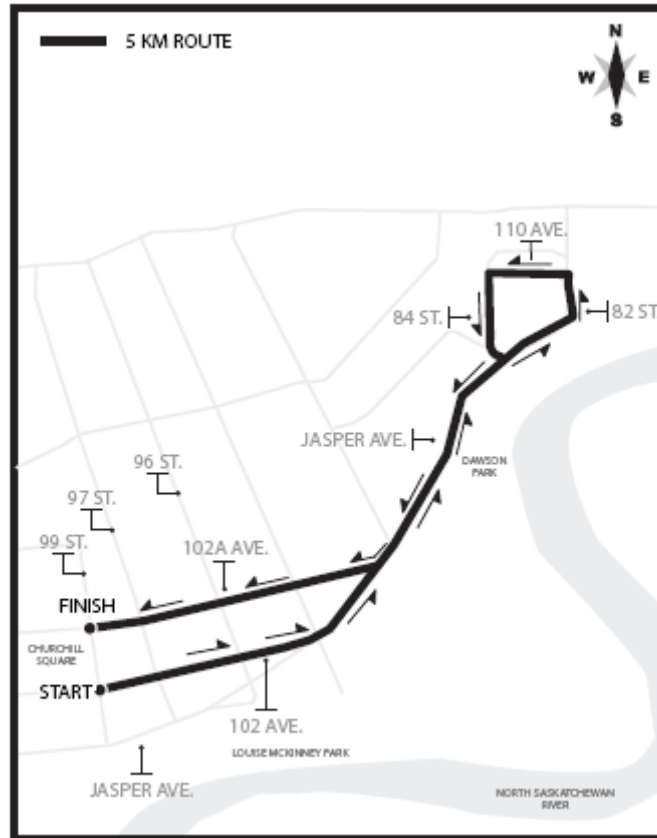 5 KM ROUTE
N
W E
S
110 AVE.
84 ST.
82 ST.
JASPER AVE.
DAWSON
PARK
96 ST.
97 ST.
102A AVE.
99 ST.
FINISH
CHURCHILL
SQUARE
START
102 AVE.
LOUISE MCKINNEY PARK
JASPER AVE.
NORTH SASKATCHEWAN
RIVER